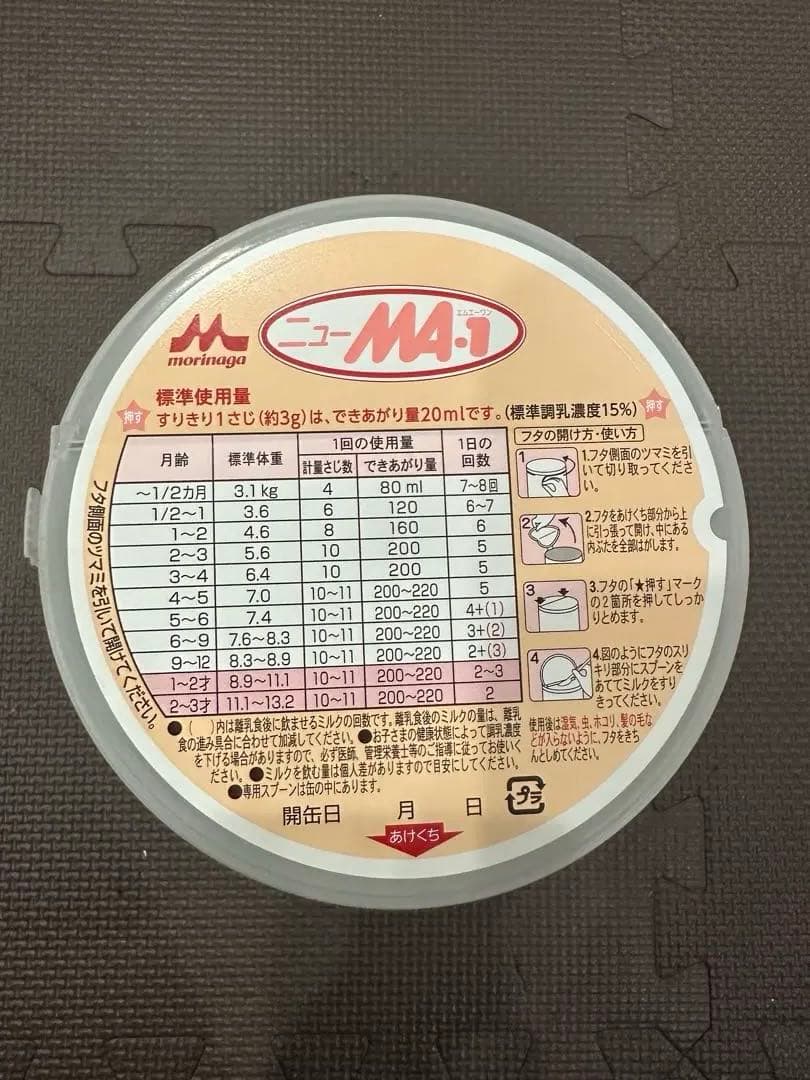 morinaga
エムエーワン
ニューMA-1
標準使用量
すりきり1さじ(約3g)は、できあがり量20mlです。(標準調乳濃度15%)
押す
押す
月齢 標準体重 1回の使用量 1日の回数
計量さじ数 できあがり量
～1/2カ月 3.1kg 4 80ml 7～8回
1/2～1 3.6 6 120 6～7
1～2 4.6 8 160 6
2～3 5.6 10 200 5
3～4 6.4 10 200 5
4～5 7.0 10～11 200～220 5
5～6 7.4 10～11 200～220 4+(1)
6～9 7.6～8.3 10～11 200～220 3+(2)
9～12 8.3～8.9 10～11 200～220 2+(3)
1～2才 8.9～11.1 10～11 200～220 2～3
2～3才 11.1～13.2 10～11 200～220 2
●( )内は離乳食後に飲ませるミルクの回数です。離乳食後のミルクの量は、離乳
食の進み具合に合わせて加減してください。●お子さまの健康状態によって調乳濃度
を下げる場合がありますので、必ず医師、管理栄養士等のご指導に従ってお使いく
ださい。●ミルクを飲む量は個人差がありますので目安にしてください。
●専用スプーンは缶の中にあります。
開缶日 月 日
プラ
あけくち
フタの開け方・使い方
1
1.フタ側面のツマミを引
いて切り取ってくださ
い。
2
2.フタをあけくち部分から上
に引っ張って開け、中にある
内ぶたを全部はがします。
3
3.フタの「★押す」マーク
の2箇所を押してしっか
りとめます。
4
4.図のようにフタのスリ
キリ部分にスプーンを
あててミルクをすり
きってください。
使用後は湿気、虫、ホコリ、髪の毛な
どが入らないように、フタをきち
んとしめてください。
フタ側面のツマミを引いて開けてください。